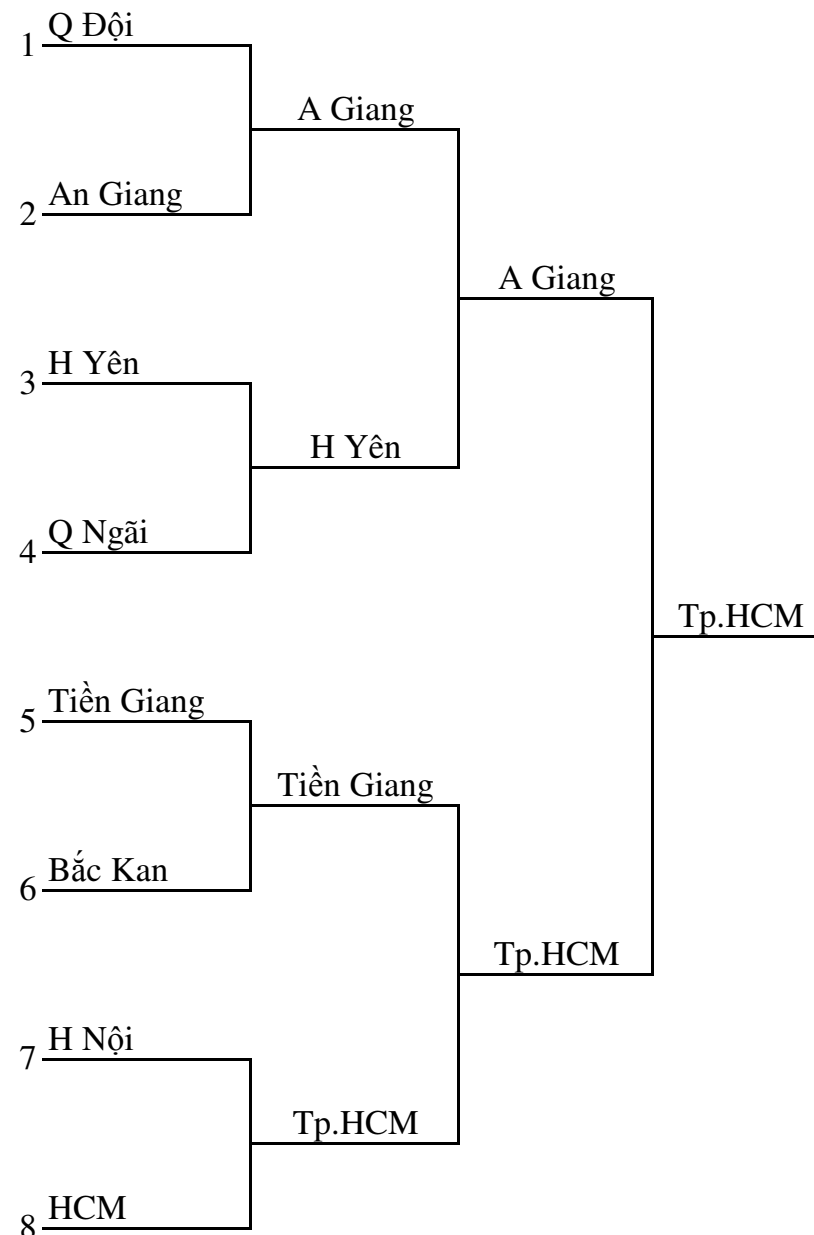 Q Đội
1
A Giang
An Giang
2
A Giang
H Yên
3
H Yên
Q Ngãi
4
Tp.HCM
Tiền Giang
5
Tiền Giang
Bắc Kan
6
Tp.HCM
H Nội
7
Tp.HCM
HCM
8